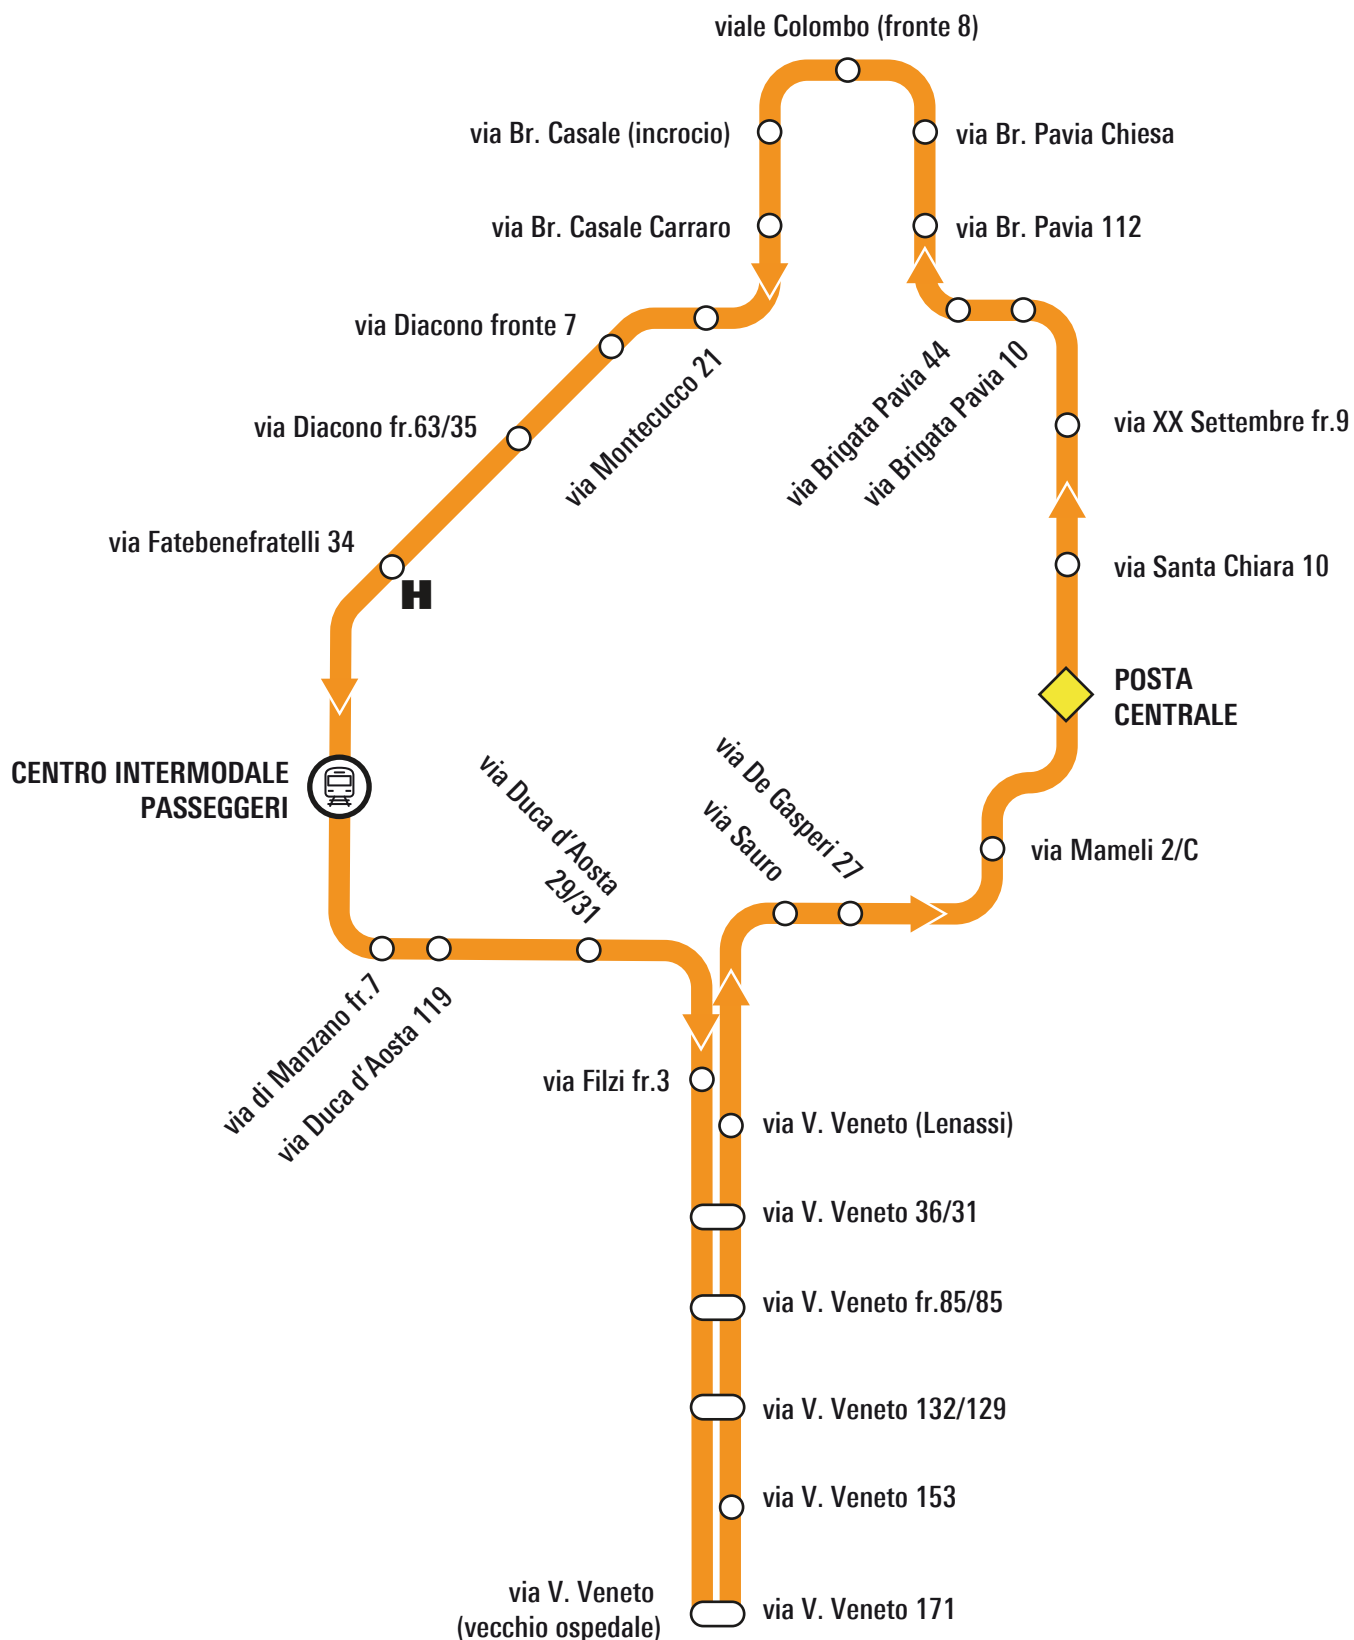 viale Colombo (fronte 8)
via Br. Casale (incrocio)
via Br. Pavia Chiesa
via Br. Casale Carraro
via Br. Pavia 112
via Diacono fronte 7
via Montecucco 21
via Brigata Pavia 44
via Brigata Pavia 10
via XX Settembre fr.9
via Diacono fr.63/35
via Fatebenefratelli 34
H
via Santa Chiara 10
POSTA
CENTRALE
CENTRO INTERMODALE
PASSEGGERI
via Duca d'Aosta
29/31
via Sauro
via De Gasperi 27
via Mameli 2/C
via di Manzano fr.7
via Duca d'Aosta 119
via Filzi fr.3
via V. Veneto (Lenassi)
via V. Veneto 36/31
via V. Veneto fr.85/85
via V. Veneto 132/129
via V. Veneto 153
via V. Veneto
(vecchio ospedale)
via V. Veneto 171